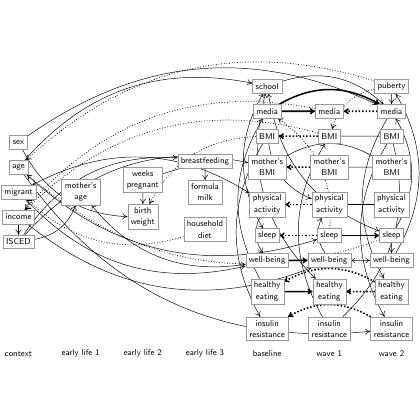 school
puberty
media
media
media
sex
BMI
BMI
BMI
age
breastfeeding
mother's
BMI
mother's
BMI
mother's
BMI
weeks
pregnant
migrant
mother's
age
formula
milk
physical
activity
physical
activity
physical
activity
income
birth
weight
household
diet
ISCED
sleep
sleep
sleep
well-being
well-being
well-being
healthy
eating
healthy
eating
healthy
eating
insulin
resistance
insulin
resistance
insulin
resistance
context
early life 1
early life 2
early life 3
baseline
wave 1
wave 2